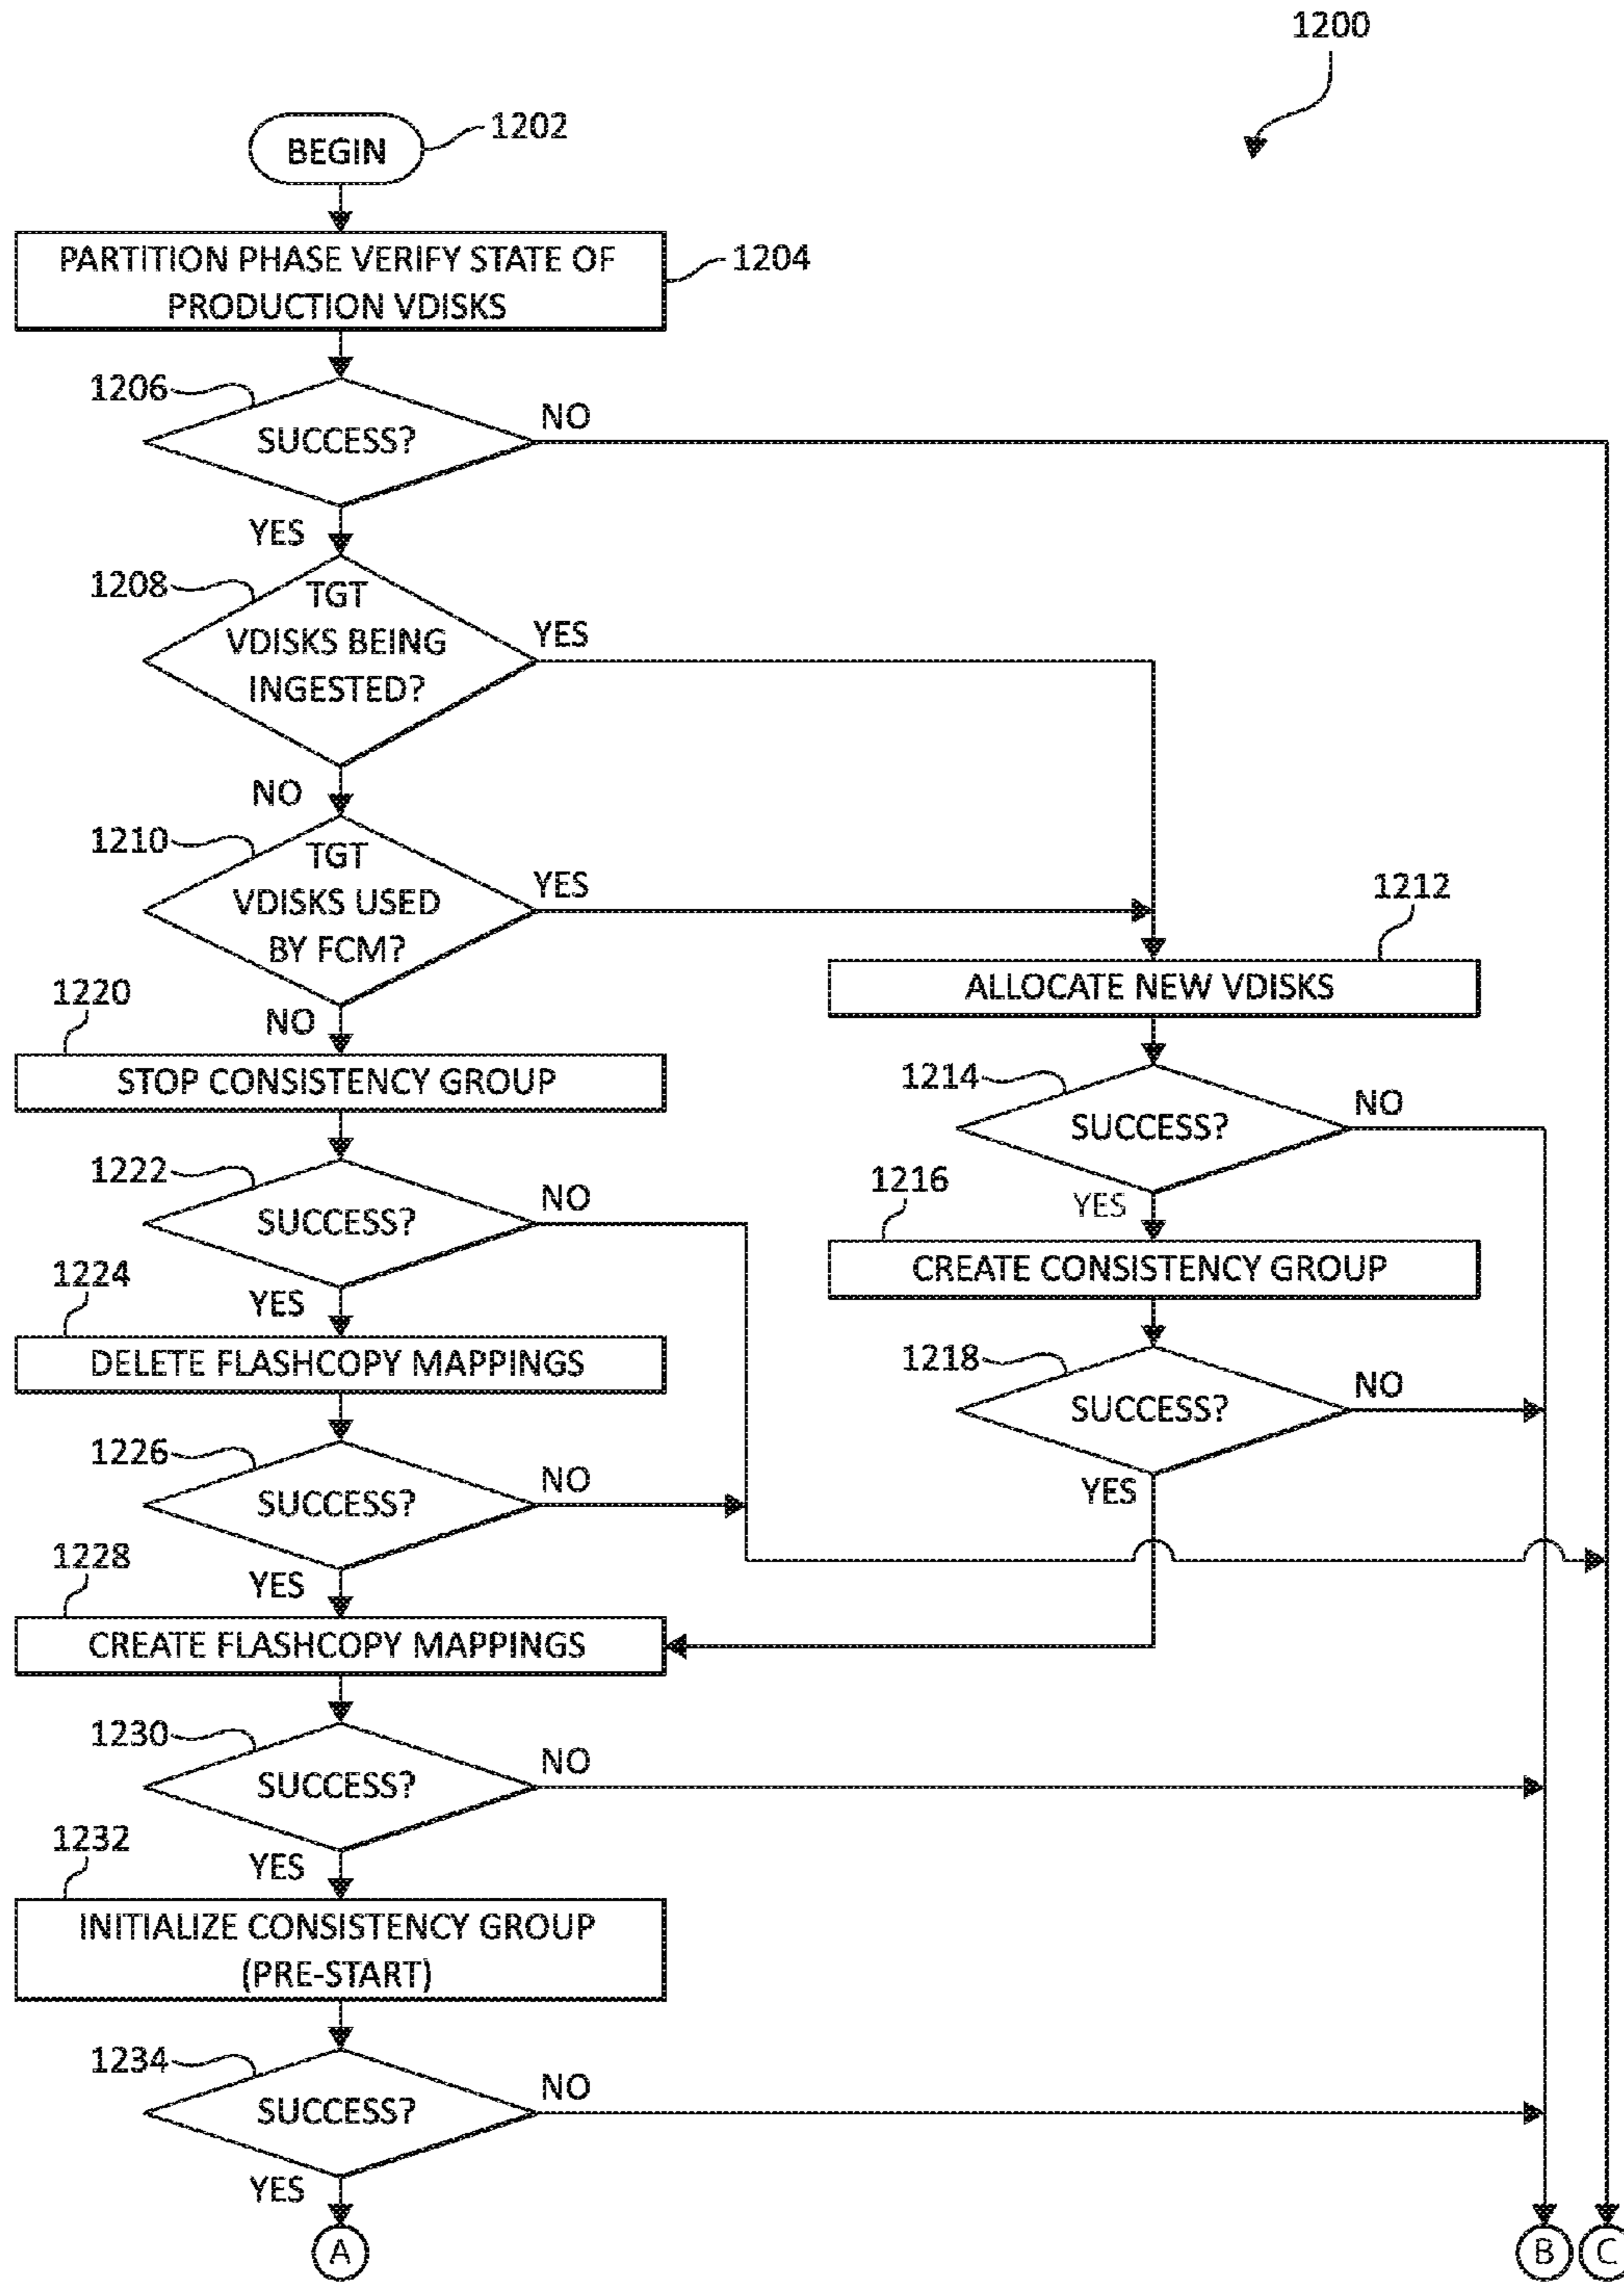 1200
BEGIN
1202
PARTITION PHASE VERIFY STATE OF
PRODUCTION VDISKS
1204
1206
SUCCESS?
NO
YES
1208
TGT
VDISKS BEING
INGESTED?
YES
NO
1210
TGT
VDISKS USED
BY FCM?
YES
NO
1212
ALLOCATE NEW VDISKS
1214
SUCCESS?
NO
YES
1216
CREATE CONSISTENCY GROUP
1218
SUCCESS?
NO
YES
1220
STOP CONSISTENCY GROUP
1222
SUCCESS?
NO
YES
1224
DELETE FLASHCOPY MAPPINGS
1226
SUCCESS?
NO
YES
1228
CREATE FLASHCOPY MAPPINGS
1230
SUCCESS?
NO
YES
1232
INITIALIZE CONSISTENCY GROUP
(PRE-START)
1234
SUCCESS?
NO
YES
A
B
C